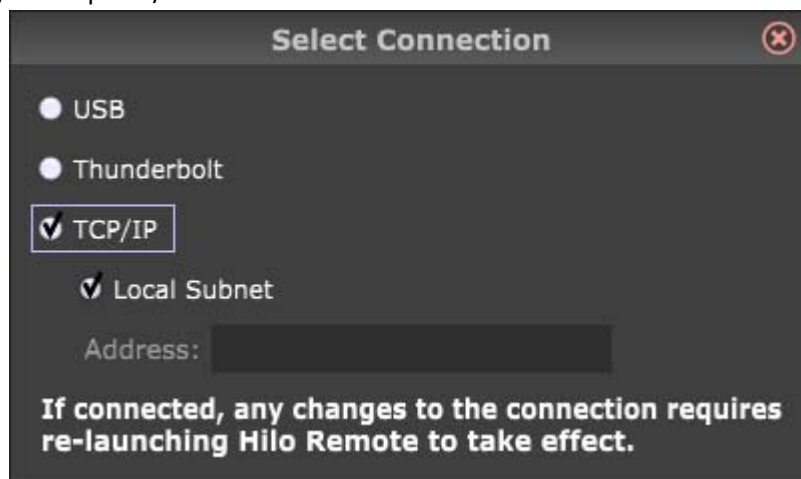 Select Connection
USB
Thunderbolt
TCP/IP
Local Subnet
Address:
If connected, any changes to the connection requires
re-launching Hilo Remote to take effect.